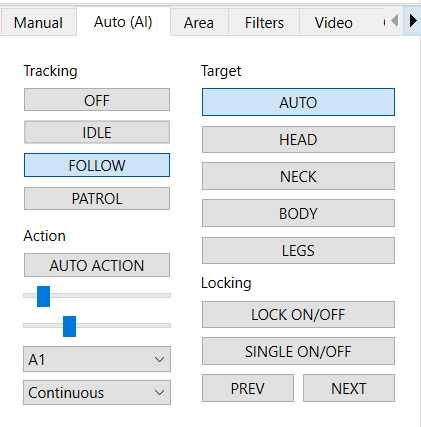 Manual Auto (AI) Area Filters Video
Tracking
OFF
IDLE
FOLLOW
PATROL
Action
AUTO ACTION
A1
Continuous
Target
AUTO
HEAD
NECK
BODY
LEGS
Locking
LOCK ON/OFF
SINGLE ON/OFF
PREV NEXT